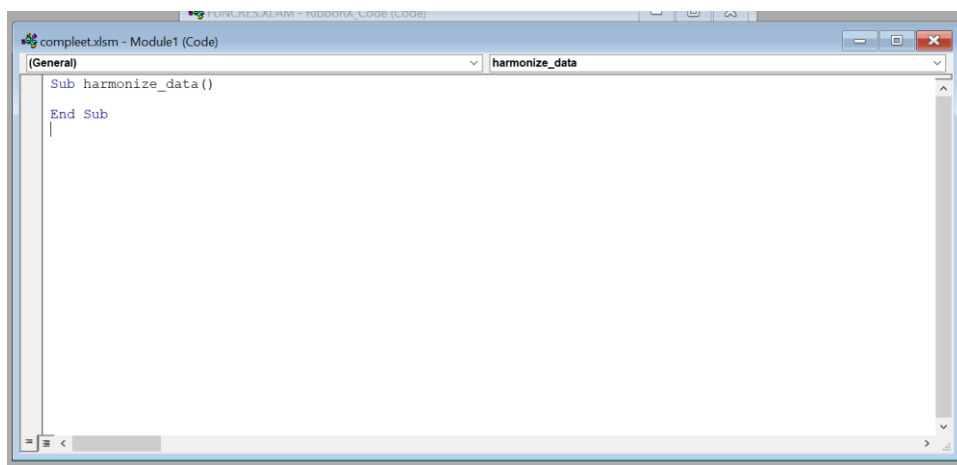 FUNCRES.XLAM - RibbonX_Code (Code)
compleet.xlsm - Module1 (Code)
(General) harmonize_data
Sub harmonize_data()
End Sub